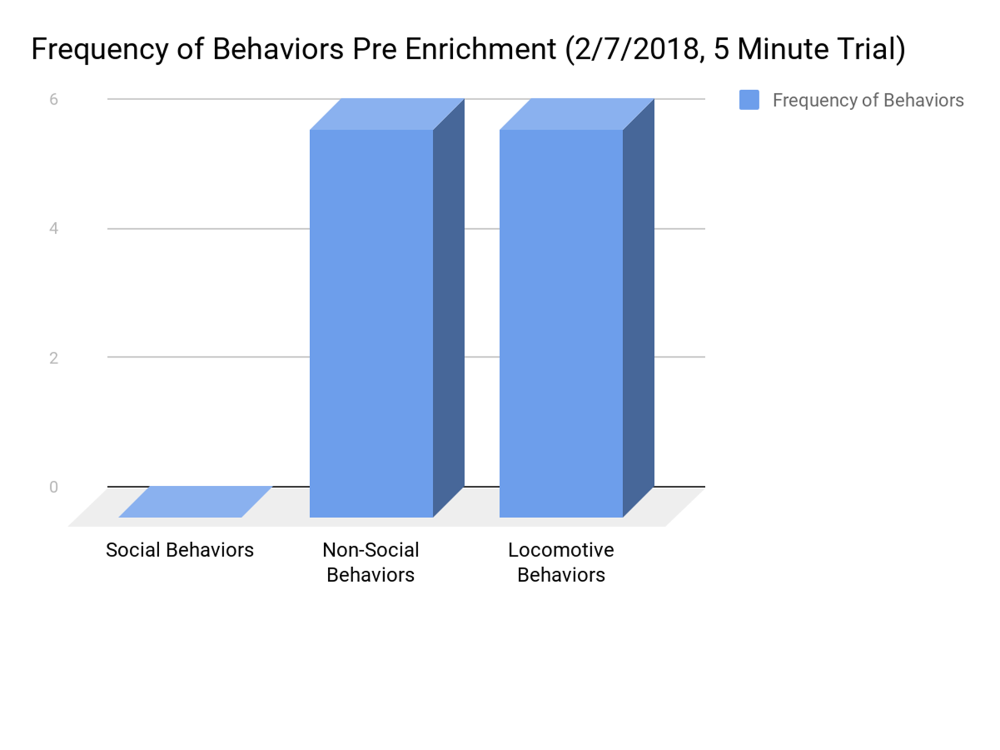 Frequency of Behaviors Pre Enrichment (2/7/2018, 5 Minute Trial)
Frequency of Behaviors
6
4
2
0
Social Behaviors
Non-Social
Behaviors
Locomotive
Behaviors